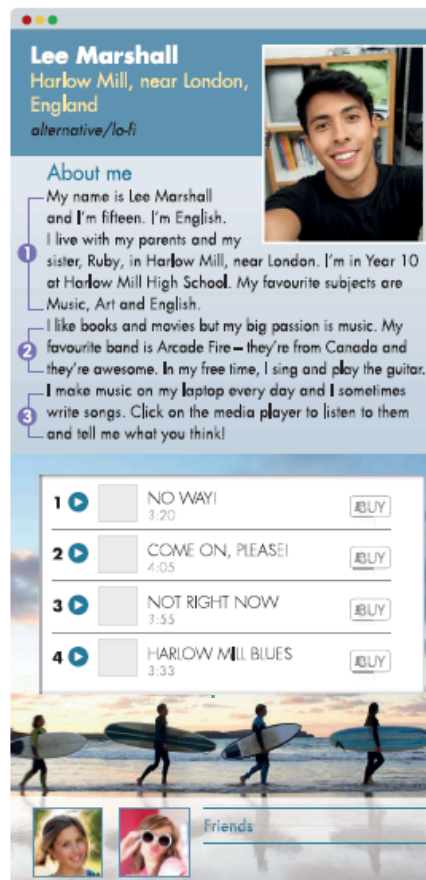 Lee Marshall
Harlow Mill, near London,
England
alternative/lo-fi
About me
My name is Lee Marshall
and I'm fifteen. I'm English.
I live with my parents and my
sister, Ruby, in Harlow Mill, near London. I'm in Year 10
at Harlow Mill High School. My favourite subjects are
Music, Art and English.
1
I like books and movies but my big passion is music. My
favourite band is Arcade Fire – they're from Canada and
they're awesome. In my free time, I sing and play the guitar.
2
I make music on my laptop every day and I sometimes
write songs. Click on the media player to listen to them
and tell me what you think!
3
1 NO WAY! BUY
3:20
2 COME ON, PLEASE! BUY
4:05
3 NOT RIGHT NOW BUY
3:55
4 HARLOW MILL BLUES BUY
3:33
Friends